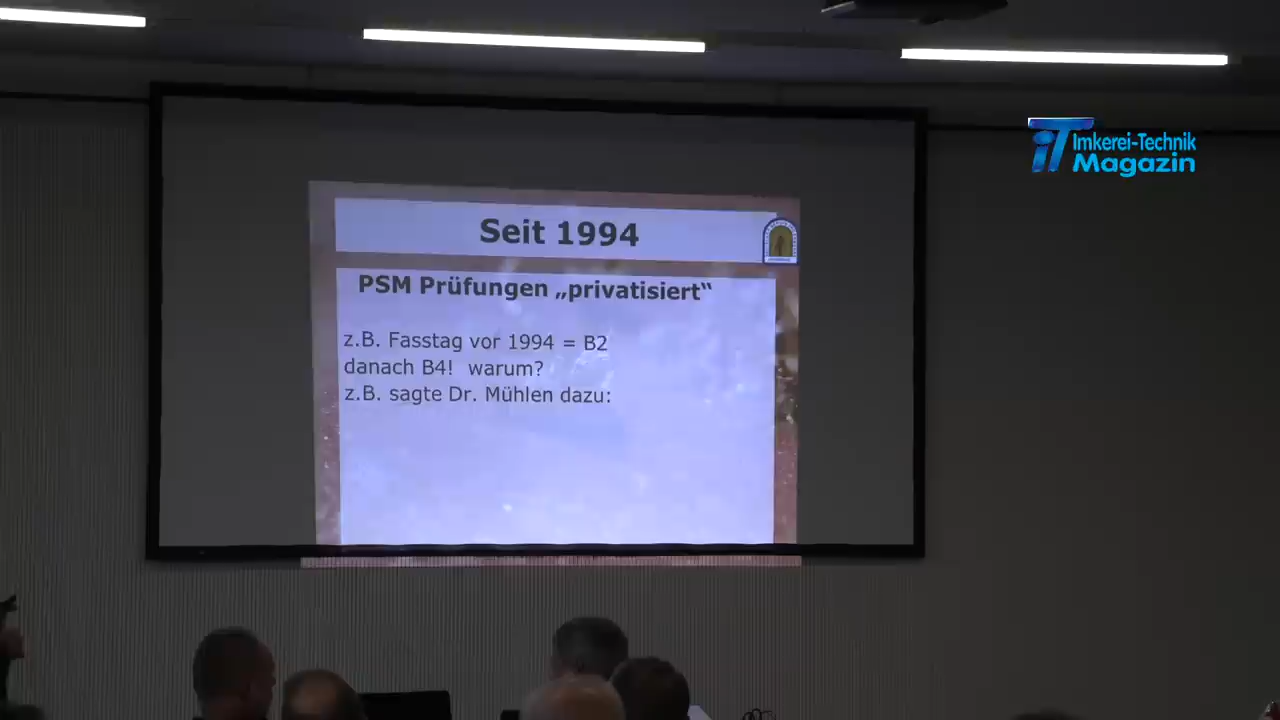 iT Imkerei-Technik
Magazin
Seit 1994
PSM Prüfungen „privatisiert“
z.B. Fasstag vor 1994 = B2
danach B4! warum?
z.B. sagte Dr. Mühlen dazu: